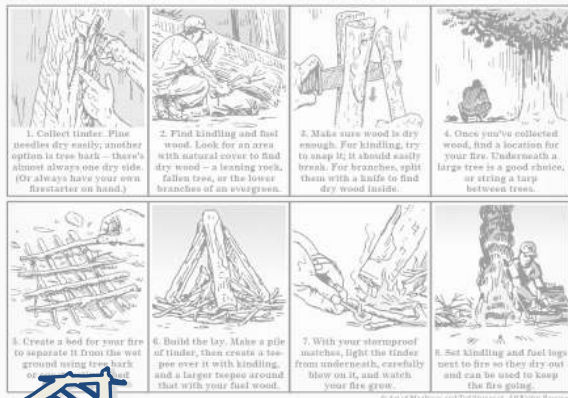 1. Collect tinder. Pine
needles dry easily; another
option is tree bark – there's
almost always one dry side.
(Or always have your own
firestarter on hand.)
2. Find kindling and fuel
wood. Look for an area
with natural cover to find
dry wood – a leaning rock,
fallen tree, or the lower
branches of an evergreen.
3. Make sure wood is dry
enough. For kindling, try
to snap it; it should easily
break. For branches, split
them with a knife to find
dry wood inside.
4. Once you've collected
wood, find a location for
your fire. Underneath a
large tree is a good choice,
or string a tarp
between trees.
5. Create a bed for your fire
to separate it from the wet
ground using tree bark
6. Build the lay. Make a pile
of tinder, then create a tee-
pee over it with kindling,
and a larger teepee around
that with your fuel wood.
7. With your stormproof
matches, light the tinder
from underneath, carefully
blow on it, and watch
your fire grow.
8. Set kindling and fuel logs
next to fire so they dry out
and can be used to keep
the fire going.